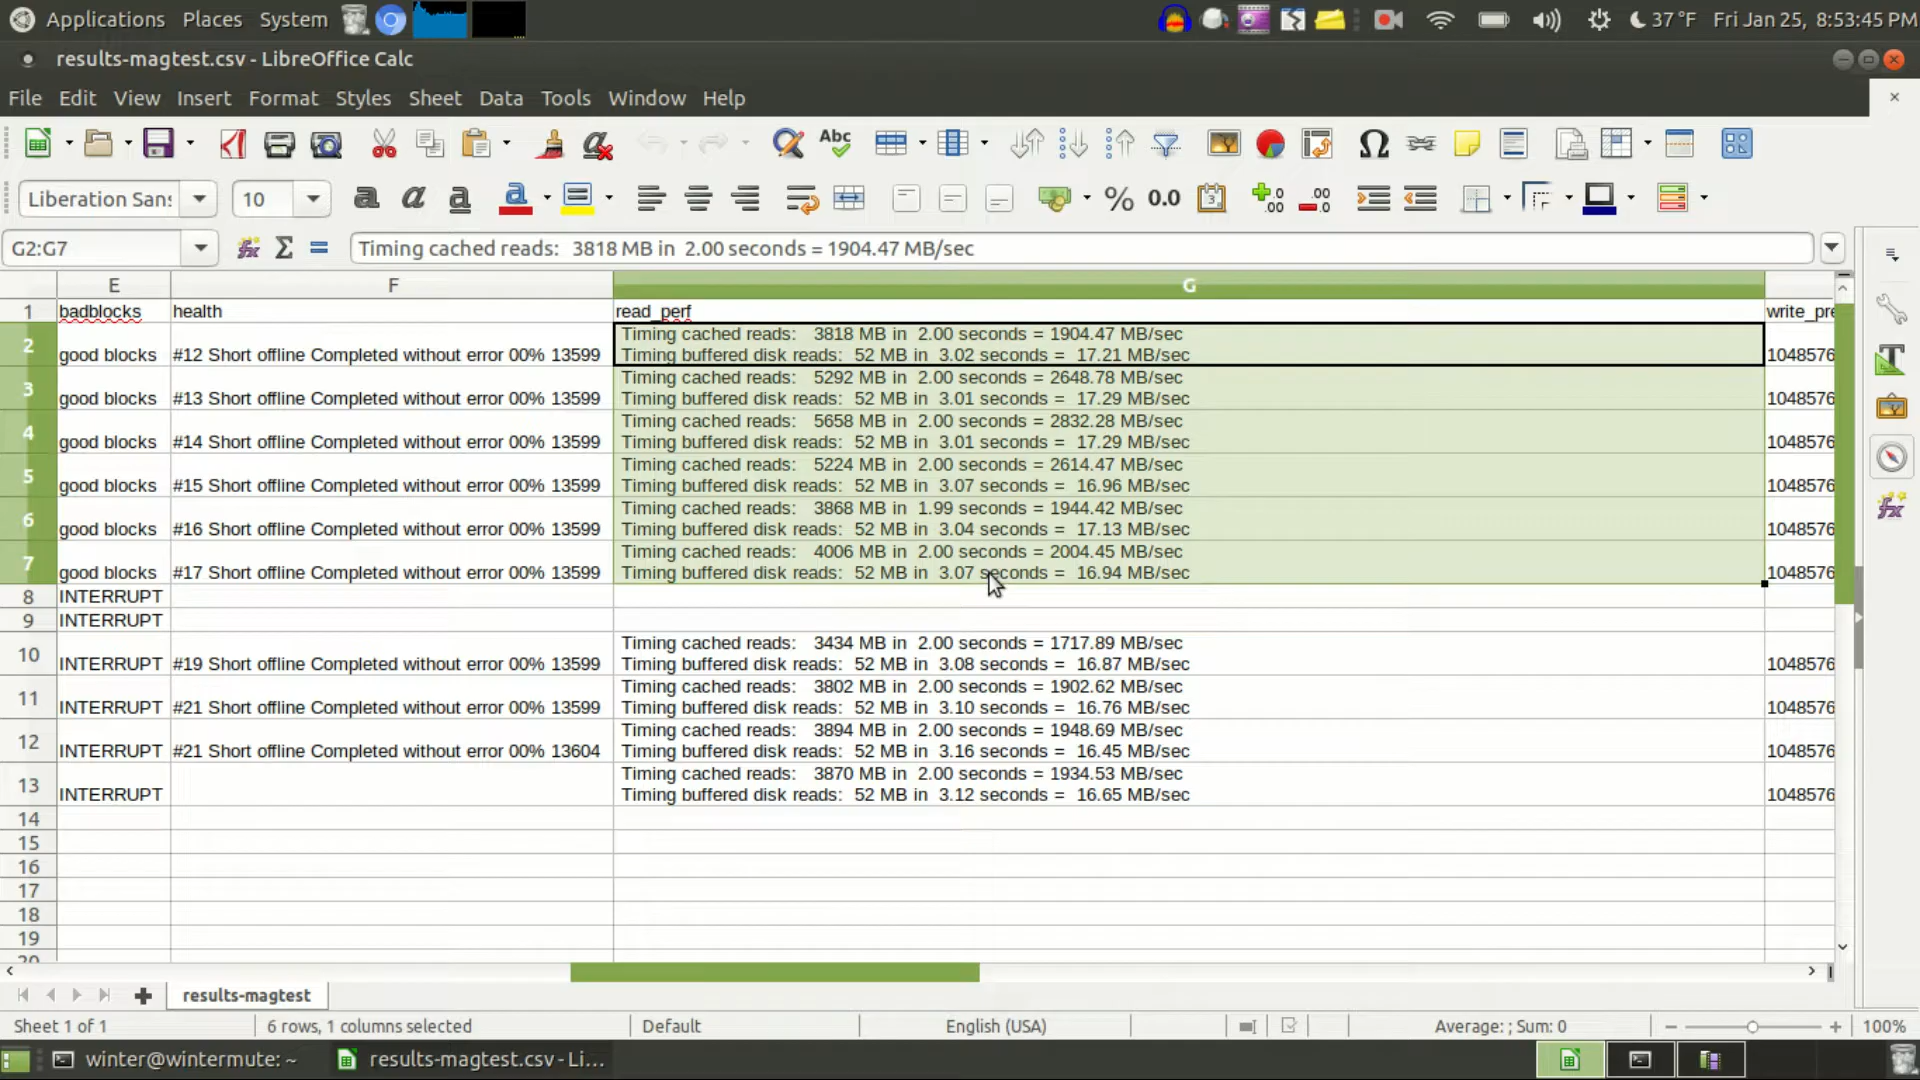 Applications Places System 37 °F Fri Jan 25, 8:53:45 PM
results-magtest.csv - LibreOffice Calc
File Edit View Insert Format Styles Sheet Data Tools Window Help
Abc
Liberation Sans 10 a a a a % 0.0
G2:G7 Timing cached reads: 3818 MB in 2.00 seconds = 1904.47 MB/sec
E F G
1 badblocks health read_perf write_pre
Timing cached reads: 3818 MB in 2.00 seconds = 1904.47 MB/sec
2 good blocks #12 Short offline Completed without error 00% 13599 Timing buffered disk reads: 52 MB in 3.02 seconds = 17.21 MB/sec 1048576
Timing cached reads: 5292 MB in 2.00 seconds = 2648.78 MB/sec
3 good blocks #13 Short offline Completed without error 00% 13599 Timing buffered disk reads: 52 MB in 3.01 seconds = 17.29 MB/sec 1048576
Timing cached reads: 5658 MB in 2.00 seconds = 2832.28 MB/sec
4 good blocks #14 Short offline Completed without error 00% 13599 Timing buffered disk reads: 52 MB in 3.01 seconds = 17.29 MB/sec 1048576
Timing cached reads: 5224 MB in 2.00 seconds = 2614.47 MB/sec
5 good blocks #15 Short offline Completed without error 00% 13599 Timing buffered disk reads: 52 MB in 3.07 seconds = 16.96 MB/sec 1048576
Timing cached reads: 3868 MB in 1.99 seconds = 1944.42 MB/sec
6 good blocks #16 Short offline Completed without error 00% 13599 Timing buffered disk reads: 52 MB in 3.04 seconds = 17.13 MB/sec 1048576
Timing cached reads: 4006 MB in 2.00 seconds = 2004.45 MB/sec
7 good blocks #17 Short offline Completed without error 00% 13599 Timing buffered disk reads: 52 MB in 3.07 seconds = 16.94 MB/sec 1048576
8 INTERRUPT
9 INTERRUPT
Timing cached reads: 3434 MB in 2.00 seconds = 1717.89 MB/sec
10 INTERRUPT #19 Short offline Completed without error 00% 13599 Timing buffered disk reads: 52 MB in 3.08 seconds = 16.87 MB/sec 1048576
Timing cached reads: 3802 MB in 2.00 seconds = 1902.62 MB/sec
11 INTERRUPT #21 Short offline Completed without error 00% 13599 Timing buffered disk reads: 52 MB in 3.10 seconds = 16.76 MB/sec 1048576
Timing cached reads: 3894 MB in 2.00 seconds = 1948.69 MB/sec
12 INTERRUPT #21 Short offline Completed without error 00% 13604 Timing buffered disk reads: 52 MB in 3.16 seconds = 16.45 MB/sec 1048576
Timing cached reads: 3870 MB in 2.00 seconds = 1934.53 MB/sec
13 INTERRUPT Timing buffered disk reads: 52 MB in 3.12 seconds = 16.65 MB/sec 1048576
14
15
16
17
18
19
20
results-magtest
Sheet 1 of 1 6 rows, 1 columns selected Default English (USA) Average: ; Sum: 0 100%
winter@wintermute: ~ results-magtest.csv - Li...